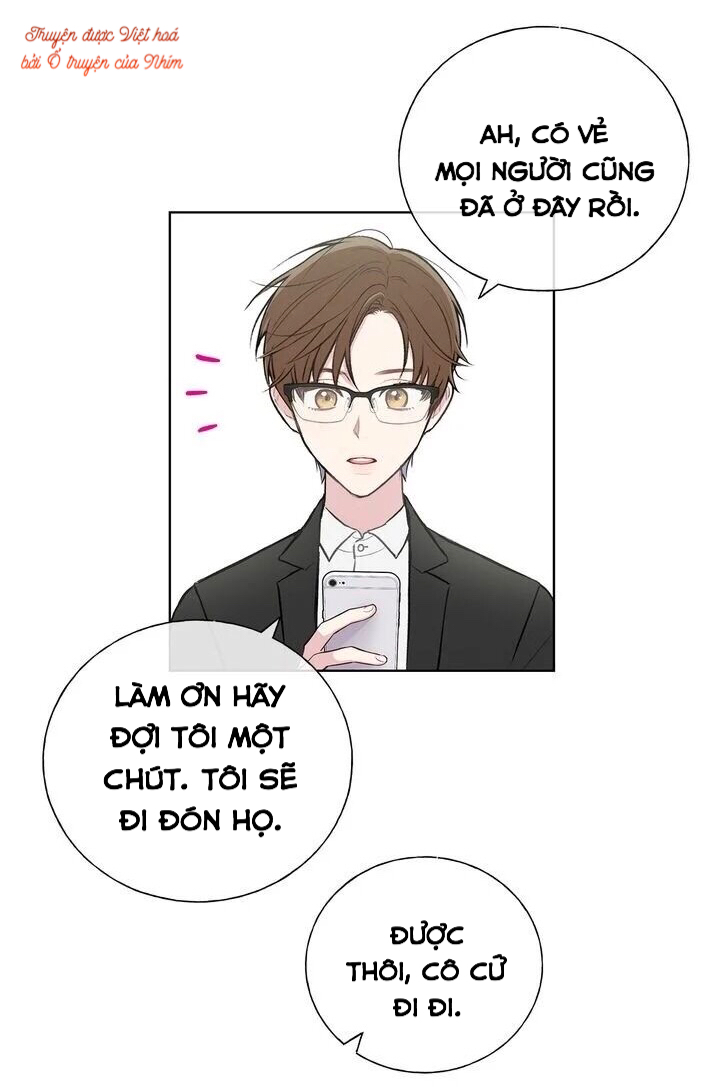 Truyện được Việt hoá
bởi Ổ truyện của Nhím
AH, CÓ VẺ
MỌI NGƯỜI CŨNG
ĐÃ Ở ĐÂY RỒI.
LÀM ƠN HÃY
ĐỢI TÔI MỘT
CHÚT. TÔI SẼ
ĐI ĐÓN HỌ.
ĐƯỢC
THÔI, CÔ CỨ
ĐI ĐI.